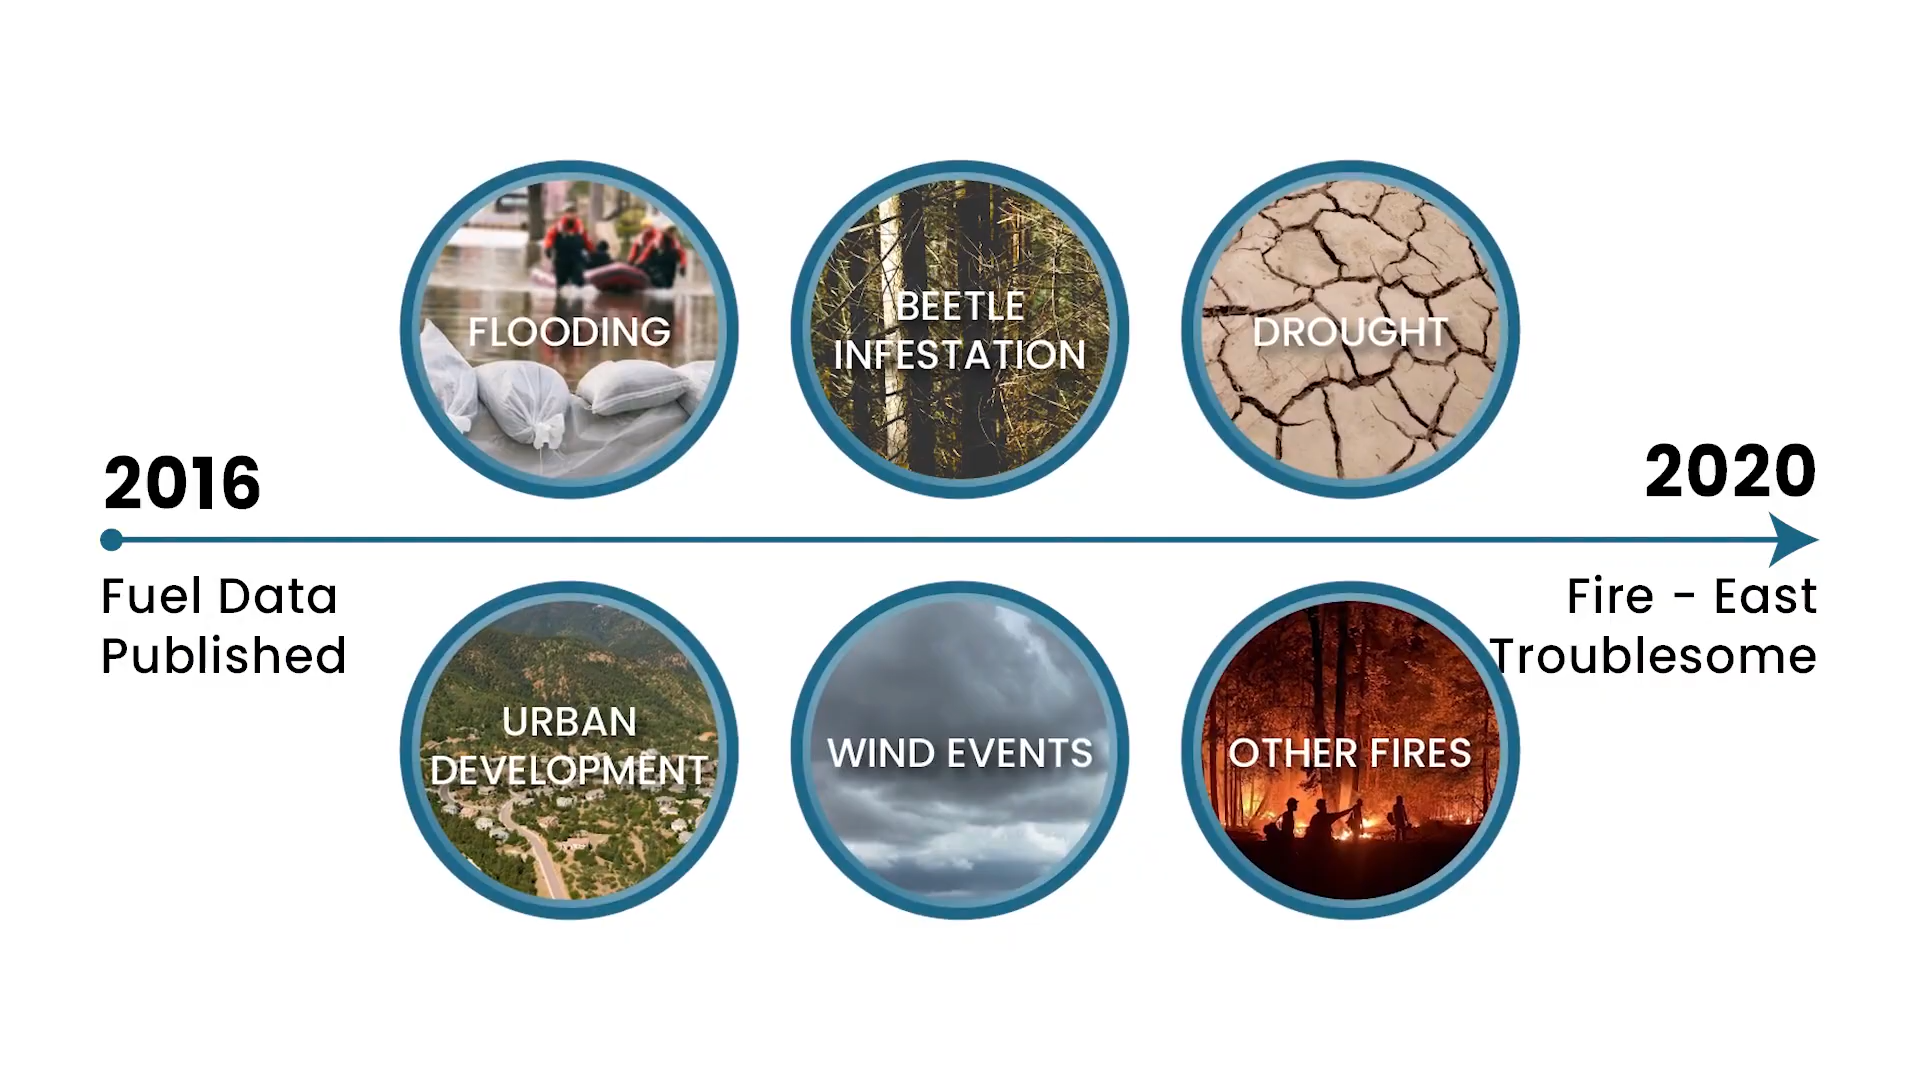 FLOODING
BEETLE
INFESTATION
DROUGHT
2016
2020
Fuel Data
Published
Fire - East
Troublesome
URBAN
DEVELOPMENT
WIND EVENTS
OTHER FIRES